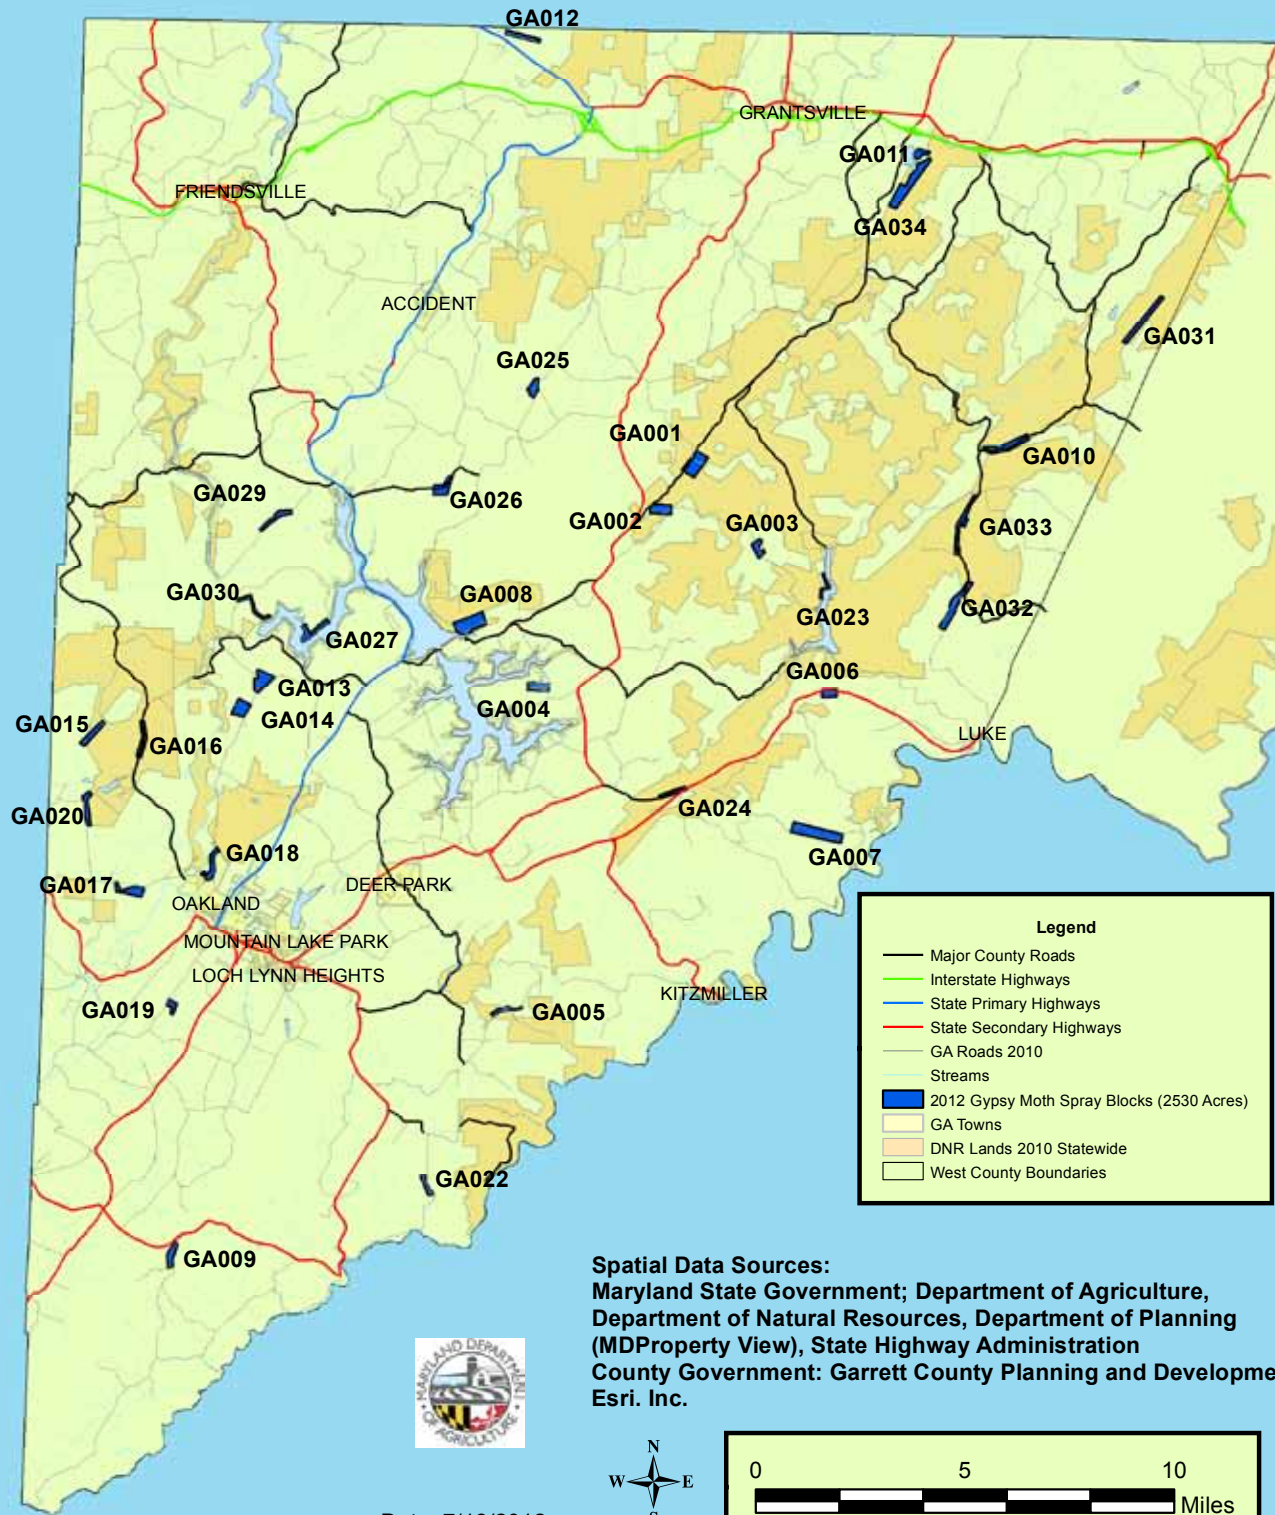 GA012
GRANTSVILLE
GA011
FRIENDSVILLE
GA034
ACCIDENT
GA031
GA025
GA001
GA010
GA029
GA026
GA002
GA003
GA033
GA030
GA008
GA027
GA023
GA032
GA013
GA006
GA004
GA014
GA015
GA016
LUKE
GA024
GA020
GA018
GA007
GA017
DEER PARK
OAKLAND
MOUNTAIN LAKE PARK
LOCH LYNN HEIGHTS
KITZMILLER
GA019
GA005
GA022
GA009
Legend
Major County Roads
Interstate Highways
State Primary Highways
State Secondary Highways
GA Roads 2010
Streams
2012 Gypsy Moth Spray Blocks (2530 Acres)
GA Towns
DNR Lands 2010 Statewide
West County Boundaries
Spatial Data Sources:
Maryland State Government; Department of Agriculture,
Department of Natural Resources, Department of Planning
(MDProperty View), State Highway Administration
County Government: Garrett County Planning and Developme
Esri. Inc.
MARYLAND DEPARTMENT
OF AGRICULTURE
N
W E
S
0 5 10
Miles